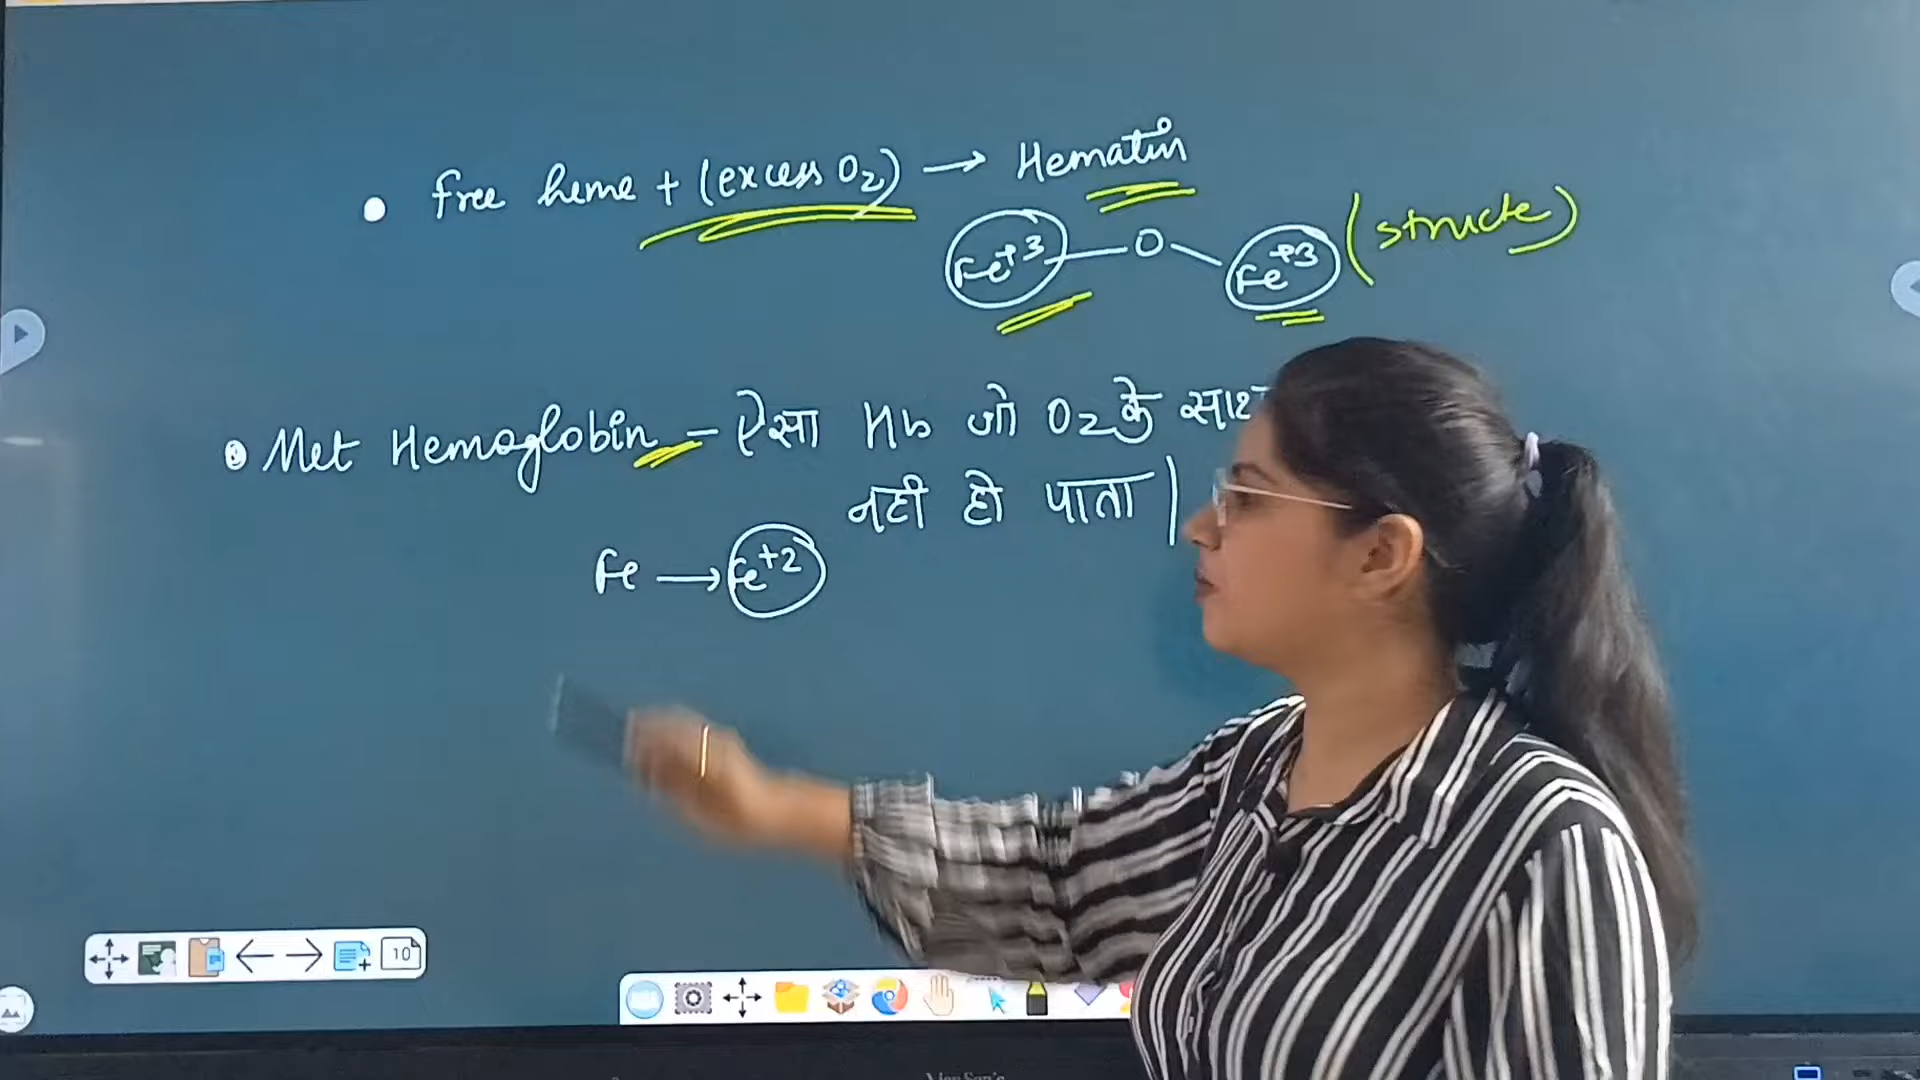 • free heme + (excess O₂) → Hematin
Fe⁺³ — O — Fe⁺³ (structe)
• Met Hemoglobin - ऐसा Hb जो O₂ के साथ
नही हो पाता |
Fe → Fe⁺²
10